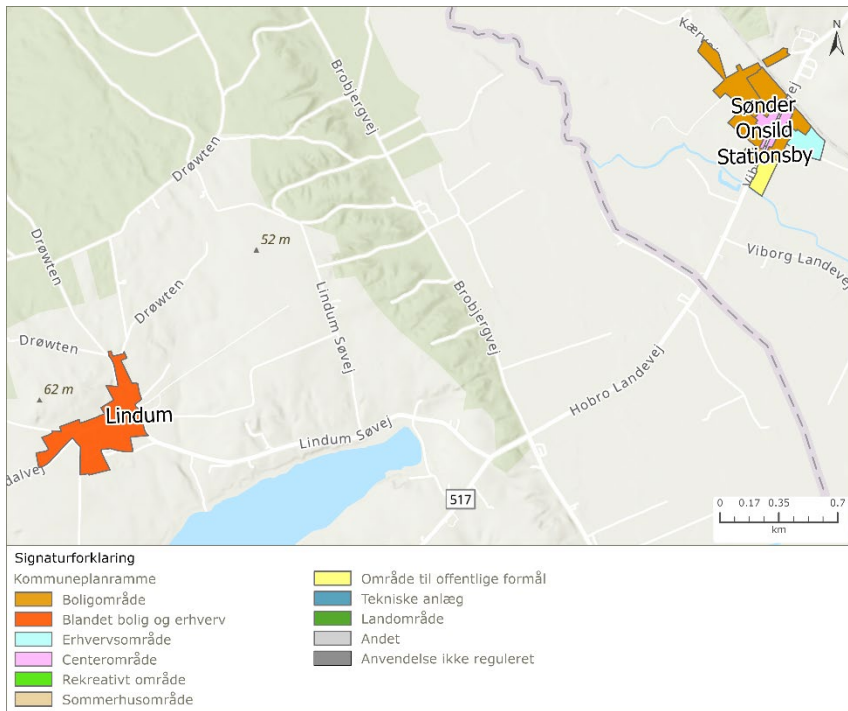 Kærvej
N
Sønder
Onsild
Stationsby
Brobjergvej
Drøwten
52 m
Drøwten
Drøwten
Lindum Søvej
Brobjergvej
Viborg Landevej
Drøwten
62 m
Lindum
Hobro Landevej
Lindum Søvej
dalvej
517
0 0.17 0.35 0.7
km
Signaturforklaring
Kommuneplanramme
Boligområde
Blandet bolig og erhverv
Erhvervsområde
Centerområde
Rekreativt område
Sommerhusområde
Område til offentlige formål
Tekniske anlæg
Landområde
Andet
Anvendelse ikke reguleret